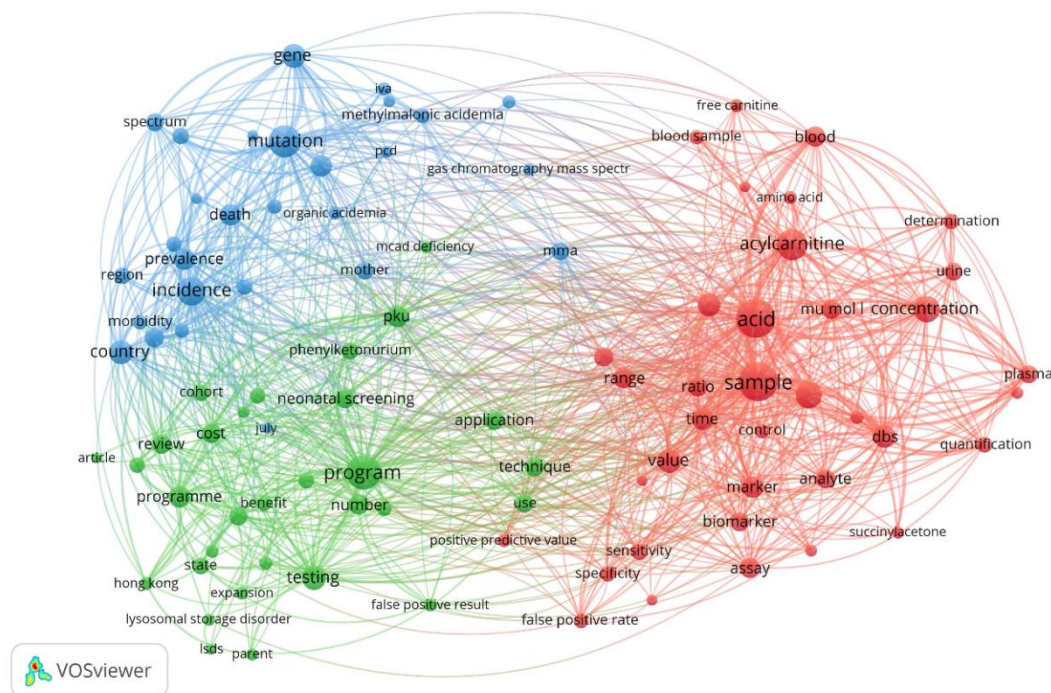 gene
iva
methylmalonic acidemla
spectrum
mutation
pcd
gas chromatography mass spectr
free carnitine
blood sample
blood
amino acid
death
organic acidemia
determination
mcad deficiency
mma
acylcarnitine
prevalence
region
mother
urine
incidence
morbidity
pku
acid
mu mol l
concentration
country
phenylketonurium
cohort
neonatal screening
range
ratio
sample
plasma
july
application
time
control
dbs
quantification
review
cost
article
program
technique
value
programme
benefit
number
use
marker
analyte
biomarker
positive predictive value
succinylacetone
state
hong kong
testing
sensitivity
specificity
assay
expansion
lysosomal storage disorder
false positive result
false positive rate
lsds
parent
VOSviewer